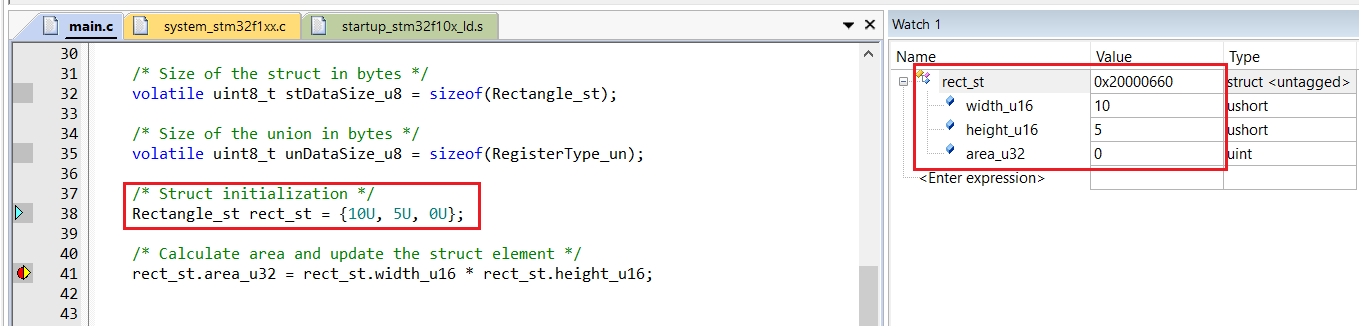 main.c system_stm32f1xx.c startup_stm32f10x_ld.s
30
31 /* Size of the struct in bytes */
32 volatile uint8_t stDataSize_u8 = sizeof(Rectangle_st);
33
34 /* Size of the union in bytes */
35 volatile uint8_t unDataSize_u8 = sizeof(RegisterType_un);
36
37 /* Struct initialization */
38 Rectangle_st rect_st = {10U, 5U, 0U};
39
40 /* Calculate area and update the struct element */
41 rect_st.area_u32 = rect_st.width_u16 * rect_st.height_u16;
42
43
Watch 1
Name Value Type
rect_st 0x20000660 struct <untagged>
width_u16 10 ushort
height_u16 5 ushort
area_u32 0 uint
<Enter expression>